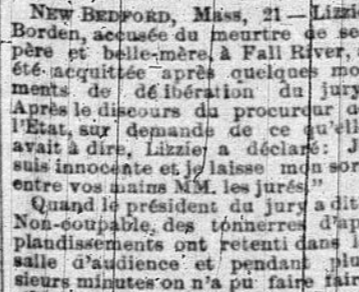 NEW BEDFORD, Mass, 21 — Lizzi
Borden, accusée du meurtre de se
père et belle-mère, à Fall River,
été acquittée après quelques mo
ments de délibération du jury
Après le discours du procureur d
l'Etat, sur demande de ce qu'ell
avait à dire, Lizzie a déclaré: J
suis innocente et je laisse mon sor
entre vos mains MM. les jurés."
Quand le président du jury a dit
Non-coupable, des tonnerres d'ap
plaudissements ont retenti dans l
salle d'audience et pendant plu
sieurs minutes on n'a pu faire fair